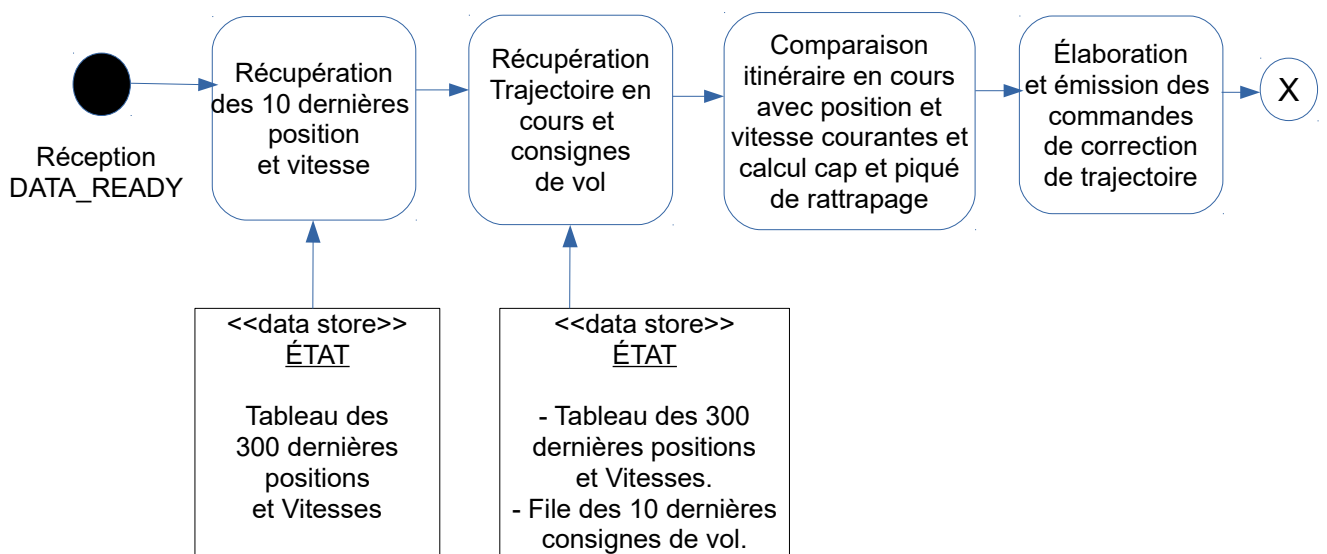 Réception
DATA_READY
Récupération
des 10 dernières
position
et vitesse
Récupération
Trajectoire en
cours et
consignes
de vol
Comparaison
itinéraire en cours
avec position et
vitesse courantes et
calcul cap et piqué
de rattrapage
Élaboration
et émission des
commandes
de correction
de trajectoire
X
<<data store>>
ÉTAT
Tableau des
300 dernières
positions
et Vitesses
<<data store>>
ÉTAT
- Tableau des 300
dernières positions
et Vitesses.
- File des 10 dernières
consignes de vol.